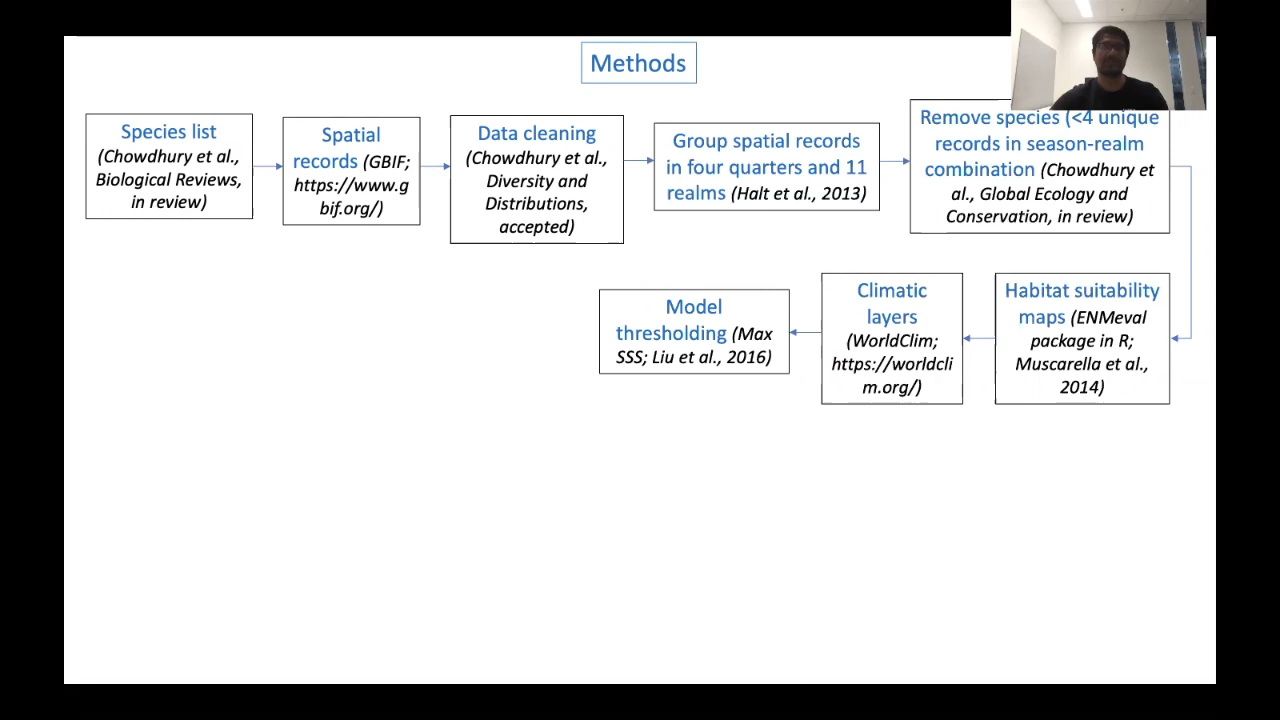 Methods
Species list
(Chowdhury et al.,
Biological Reviews,
in review)
Spatial
records (GBIF;
https://www.g
bif.org/)
Data cleaning
(Chowdhury et al.,
Diversity and
Distributions,
accepted)
Group spatial records
in four quarters and 11
realms (Halt et al., 2013)
Remove species (<4 unique
records in season-realm
combination (Chowdhury et
al., Global Ecology and
Conservation, in review)
Habitat suitability
maps (ENMeval
package in R;
Muscarella et al.,
2014)
Climatic
layers
(WorldClim;
https://worldcli
m.org/)
Model
thresholding (Max
SSS; Liu et al., 2016)